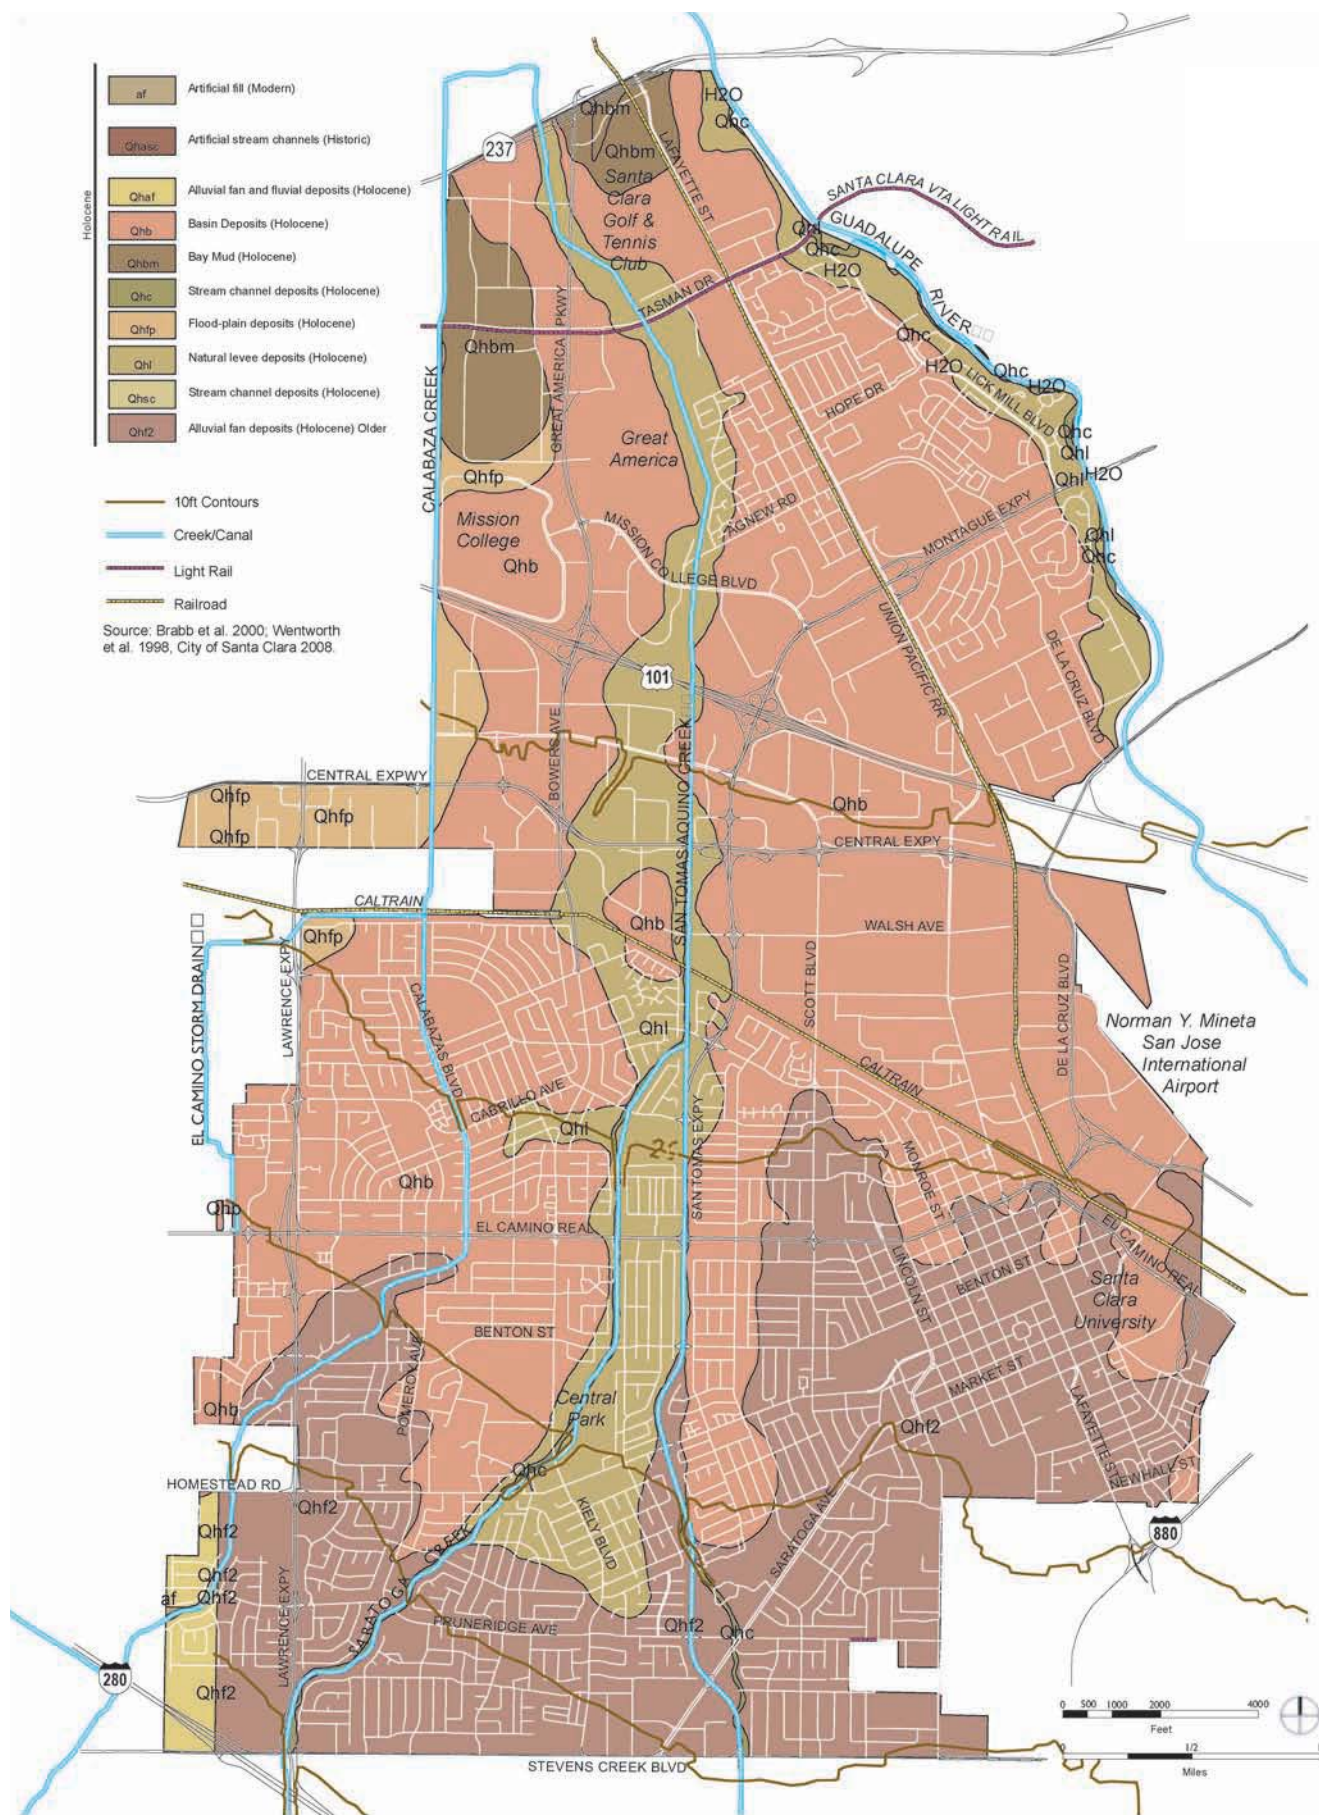 Holocene
af Artificial fill (Modern)
Qhasc Artificial stream channels (Historic)
Qhaf Alluvial fan and fluvial deposits (Holocene)
Qhb Basin Deposits (Holocene)
Qhbm Bay Mud (Holocene)
Qhc Stream channel deposits (Holocene)
Qhfp Flood-plain deposits (Holocene)
Qhl Natural levee deposits (Holocene)
Qhsc Stream channel deposits (Holocene)
Qhf2 Alluvial fan deposits (Holocene) Older
10ft Contours
Creek/Canal
Light Rail
Railroad
Source: Brabb et al. 2000; Wentworth
et al. 1998, City of Santa Clara 2008.
H2O
Qhbm
Qhc
237
LAFAYETTE ST
Qhbm
Santa
Clara
Golf &
Tennis
Club
SANTA CLARA VTA LIGHT RAIL
Qhl
GUADALUPE
RIVER
Qhc
H2O
TASMAN DR
Qhbm
GREAT AMERICA PKWY
CALABAZA CREEK
Qhc
H2O
Qhc
H2O
LICK MILL BLVD
HOPE DR
Great
America
Qhc
Qhl
Qhl
H2O
Qhfp
AGNEW RD
MONTAGUE EXPY
Mission
College
MISSION COLLEGE BLVD
Qhl
Qhc
Qhb
UNION PACIFIC RR
DE LA CRUZ BLVD
101
SAN TOMAS AQUINO CREEK
BOWERS AVE
CENTRAL EXPWY
Qhfp
Qhfp
Qhfp
Qhb
CENTRAL EXPY
CALTRAIN
Qhfp
Qhb
WALSH AVE
EL CAMINO STORM DRAIN
LAWRENCE EXPY
SCOTT BLVD
DE LA CRUZ BLVD
CALABAZAS BLVD
Qhl
Norman Y. Mineta
San Jose
International
Airport
CALTRAIN
CABRILLO AVE
Qhl
25
SAN TOMAS EXPY
MONROE ST
Qhb
Qhb
EL CAMINO REAL
EL CAMINO REAL
LINCOLN ST
BENTON ST
Santa
Clara
University
BENTON ST
POMEROY AVE
MARKET ST
LAFAYETTE ST
Central
Park
Qhb
Qhf2
Qhc
NEWHALL ST
HOMESTEAD RD
Qhf2
Qhf2
KIELY BLVD
SARATOGA AVE
880
SARATOGA CREEK
Qhf2
Qhf2
af
LAWRENCE EXPY
PRUNERIDGE AVE
Qhf2
Qhc
280
Qhf2
STEVENS CREEK BLVD
0 500 1000 2000 4000
Feet
0 1/2
Miles